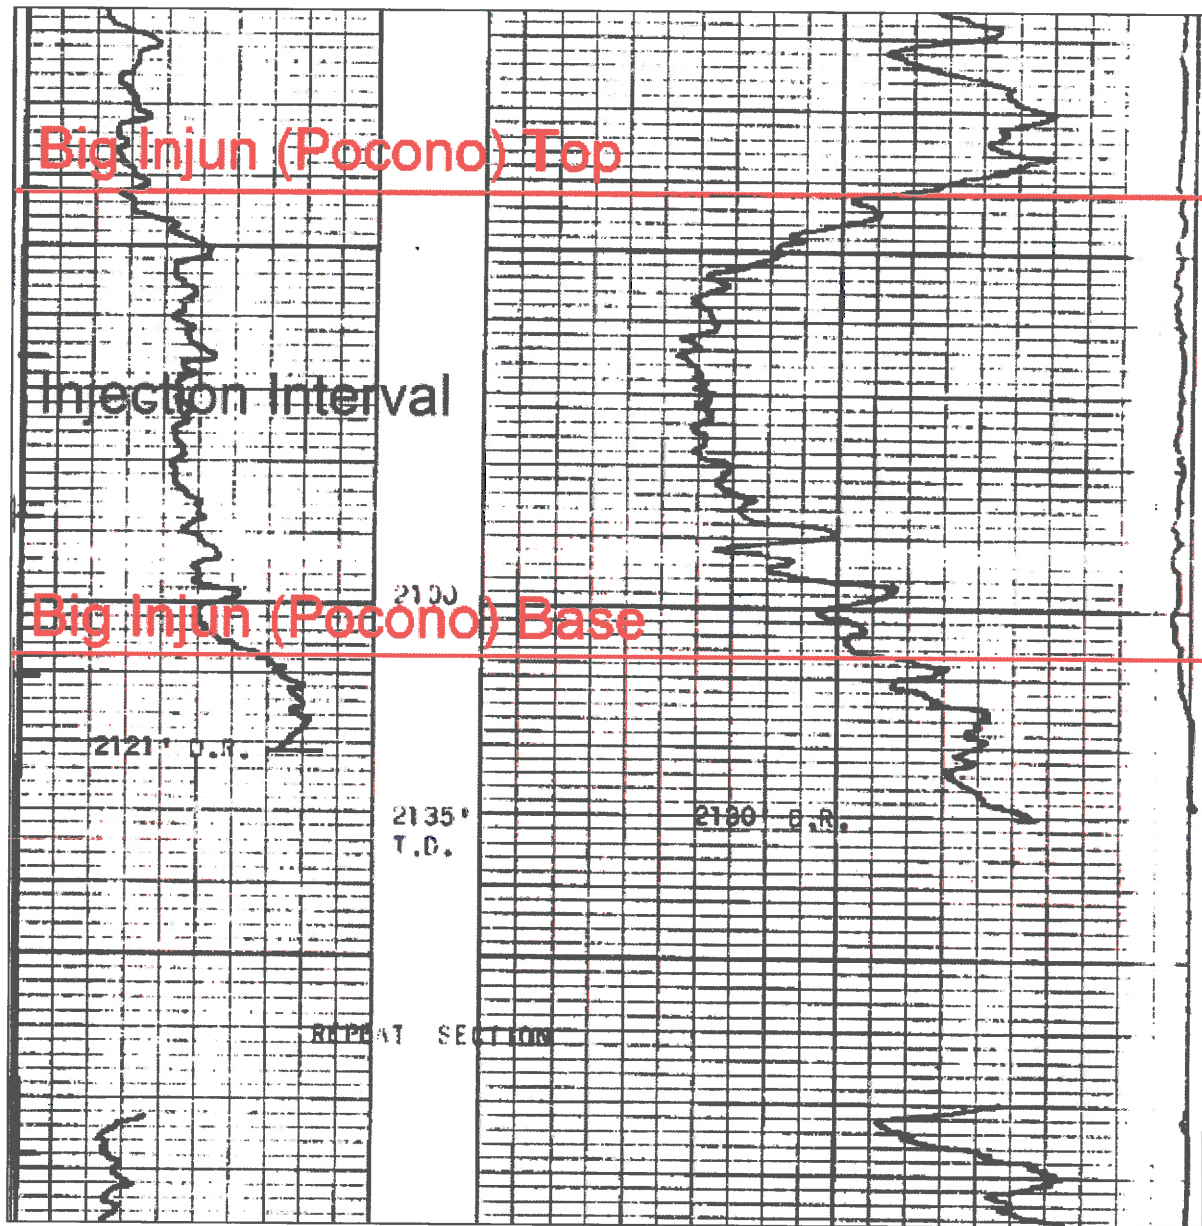 Big Injun (Pocono) Top
Injection Interval
2100
Big Injun (Pocono) Base
2121' D.R.
2135'
T.D.
2130' D.R.
REPEAT SECTION